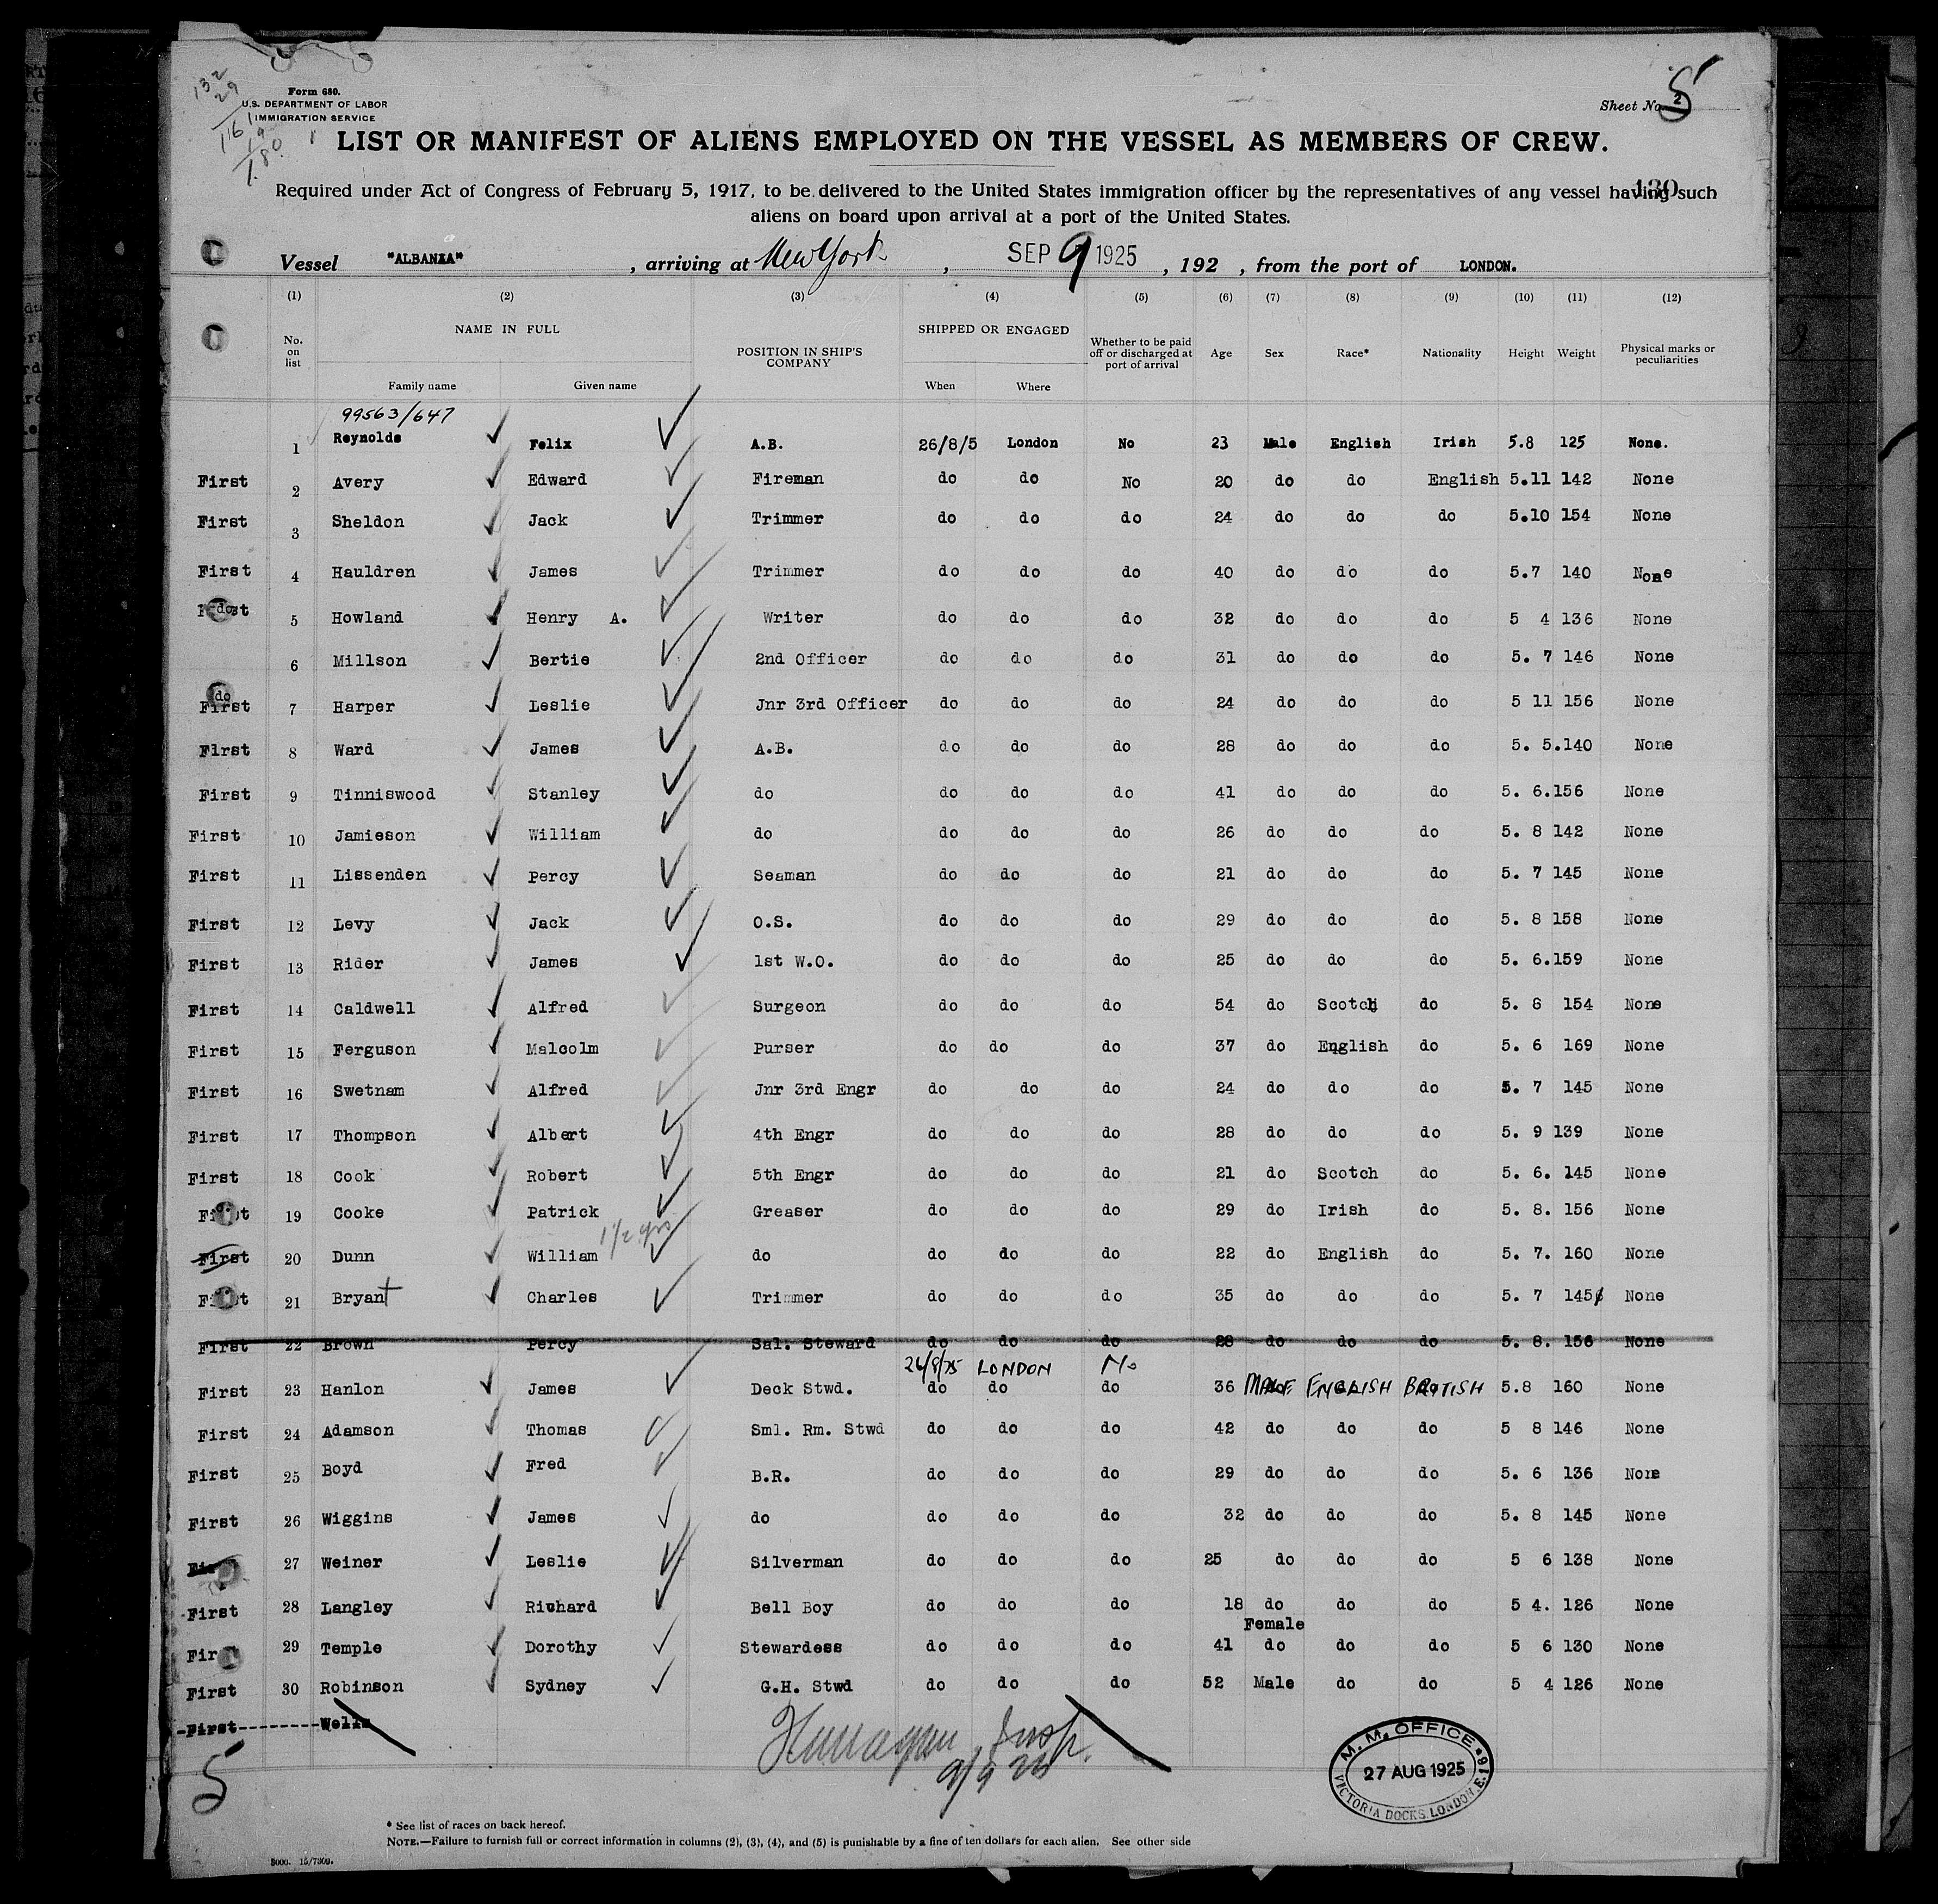 132
29
161
19
180
Form 680.
U.S. DEPARTMENT OF LABOR
IMMIGRATION SERVICE
Sheet No. 2 5
LIST OR MANIFEST OF ALIENS EMPLOYED ON THE VESSEL AS MEMBERS OF CREW.
130
Required under Act of Congress of February 5, 1917, to be delivered to the United States immigration officer by the representatives of any vessel having such
aliens on board upon arrival at a port of the United States.
Vessel "ALBANIA", arriving at New York, SEP 9 1925, 192 , from the port of LONDON.
(1) (2) (3) (4) (5) (6) (7) (8) (9) (10) (11) (12)
No. on list NAME IN FULL POSITION IN SHIP'S COMPANY SHIPPED OR ENGAGED Whether to be paid off or discharged at port of arrival Age Sex Race* Nationality Height Weight Physical marks or peculiarities
Family name Given name When Where
99563/647
1 Reynolds Felix A.B. 26/8/5 London No 23 Male English Irish 5.8 125 None.
First 2 Avery Edward Fireman do do No 20 do do English 5.11 142 None
First 3 Sheldon Jack Trimmer do do do 24 do do do 5.10 154 None
First 4 Hauldren James Trimmer do do do 40 do do do 5.7 140 None
do 5 Howland Henry A. Writer do do do 32 do do do 5 4 136 None
6 Millson Bertie 2nd Officer do do do 31 do do do 5. 7 146 None
do
First 7 Harper Leslie Jnr 3rd Officer do do do 24 do do do 5 11 156 None
First 8 Ward James A.B. do do do 28 do do do 5. 5.140 None
First 9 Tinniswood Stanley do do do do 41 do do do 5. 6.156 None
First 10 Jamieson William do do do do 26 do do do 5. 8 142 None
First 11 Lissenden Percy Seaman do do do 21 do do do 5. 7 145 None
First 12 Levy Jack O.S. do do do 29 do do do 5. 8 158 None
First 13 Rider James 1st W.O. do do do 25 do do do 5. 6.159 None
First 14 Caldwell Alfred Surgeon do do do 54 do Scotch do 5. 154 None
First 15 Ferguson Malcolm Purser do do do 37 do English do 5. 6 169 None
First 16 Swetnam Alfred Jnr 3rd Engr do do do 24 do do do 5. 7 145 None
First 17 Thompson Albert 4th Engr do do do 28 do do do 5. 9 139 None
First 18 Cook Robert 5th Engr do do do 21 do Scotch do 5. 6. 145 None
First 19 Cooke Patrick Greaser do do do 29 do Irish do 5. 8. 156 None
1 1/2 yrs
First 20 Dunn William do do do do 22 do English do 5. 7. 160 None
First 21 Bryant Charles Trimmer do do do 35 do do do 5. 7 145 None
First 22 Brown Percy Sal. Steward do do do 28 do do do 5. 8. 156 None
26/8/25 LONDON No
First 23 Hanlon James Deck Stwd. do do do 36 MALE ENGLISH BRITISH 5.8 160 None
First 24 Adamson Thomas Sml. Rm. Stwd do do do 42 do do do 5 8 146 None
First 25 Boyd Fred B.R. do do do 29 do do do 5. 6 136 None
First 26 Wiggins James do do do do 32 do do do 5. 8 145 None
27 Weiner Leslie Silverman do do do 25 do do do 5 6 138 None
First 28 Langley Richard Bell Boy do do do 18 do do do 5 4. 126 None
Female
First 29 Temple Dorothy Stewardess do do do 41 do do do 5 6 130 None
First 30 Robinson Sydney G.H. Stwd do do do 52 Male do do 5 4 126 None
-First---------Wells
Insp.
9/9 25
5
M. M. OFFICE
27 AUG 1925
VICTORIA DOCKS, LONDON, E.16
* See list of races on back hereof.
NOTE.—Failure to furnish full or correct information in columns (2), (3), (4), and (5) is punishable by a fine of ten dollars for each alien. See other side
3000. 15/7309.